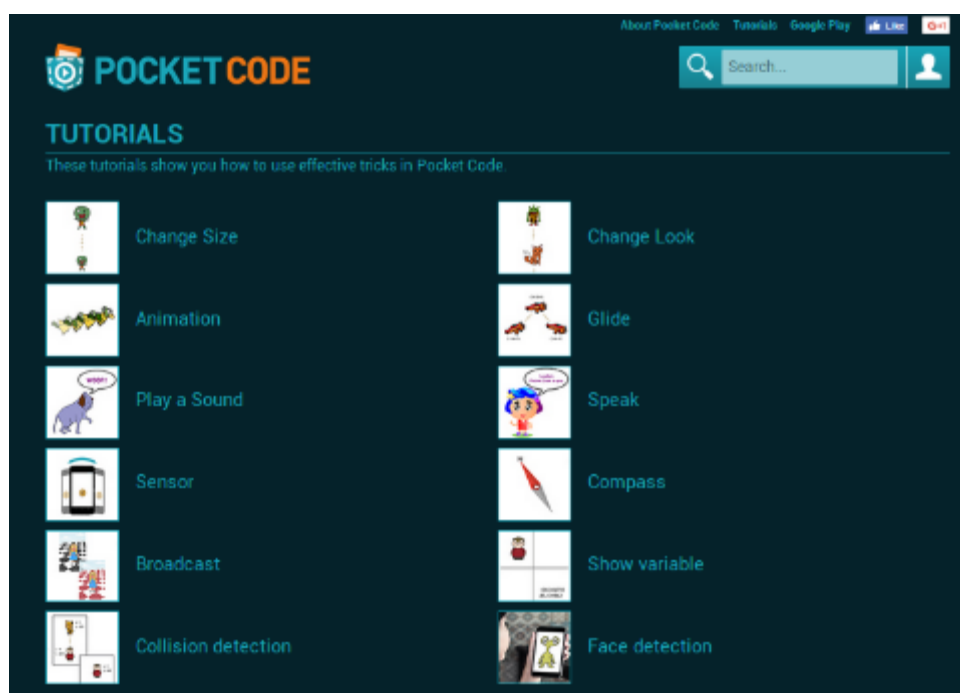 About Pocket Code Tutorials Google Play Like G+1
POCKET CODE
Search...
TUTORIALS
These tutorials show you how to use effective tricks in Pocket Code.
Change Size
Change Look
Animation
Glide
Play a Sound
WOOF!
Speak
Sensor
Compass
Broadcast
Show variable
Collision detection
Face detection